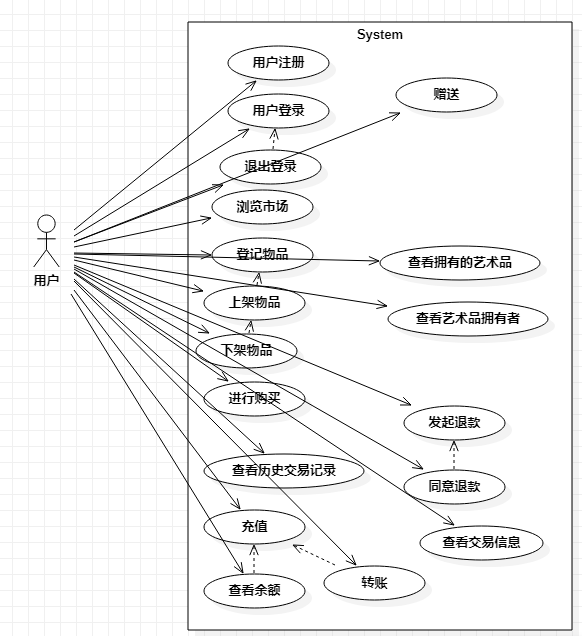 System
用户注册
赠送
用户登录
退出登录
浏览市场
用户
登记物品
查看拥有的艺术品
上架物品
查看艺术品拥有者
下架物品
进行购买
发起退款
查看历史交易记录
同意退款
充值
查看交易信息
查看余额
转账